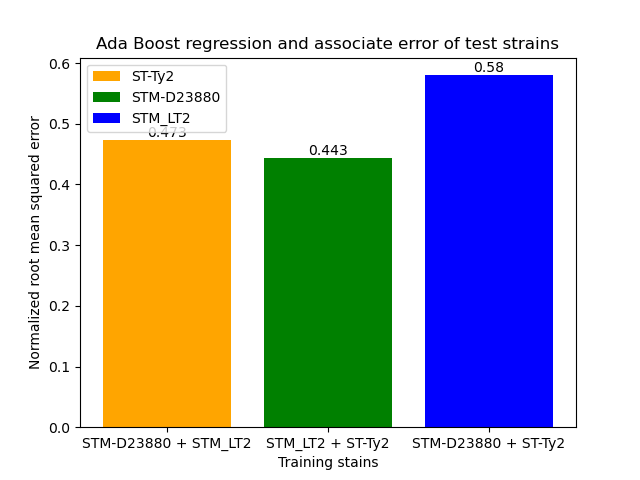 Ada Boost regression and associate error of test strains
ST-Ty2
STM-D23880
STM_LT2
0.473
0.443
0.58
0.6
0.5
0.4
0.3
0.2
0.1
0.0
Normalized root mean squared error
STM-D23880 + STM_LT2
STM_LT2 + ST-Ty2
STM-D23880 + ST-Ty2
Training stains